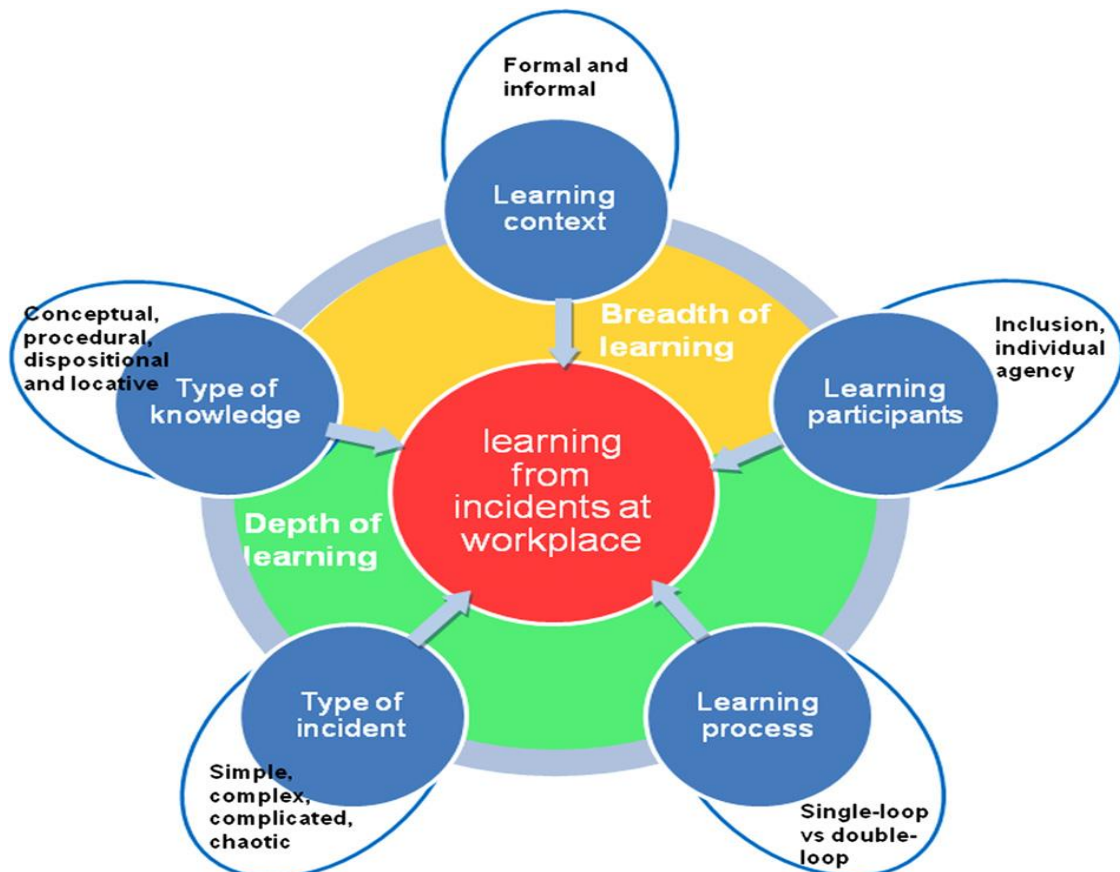 Formal and
informal
Learning
context
Breadth of
learning
Conceptual,
procedural,
dispositional
and locative
Type of
knowledge
Inclusion,
individual
agency
Learning
participants
learning
from
incidents at
workplace
Depth of
learning
Type of
incident
Simple,
complex,
complicated,
chaotic
Learning
process
Single-loop
vs double-
loop